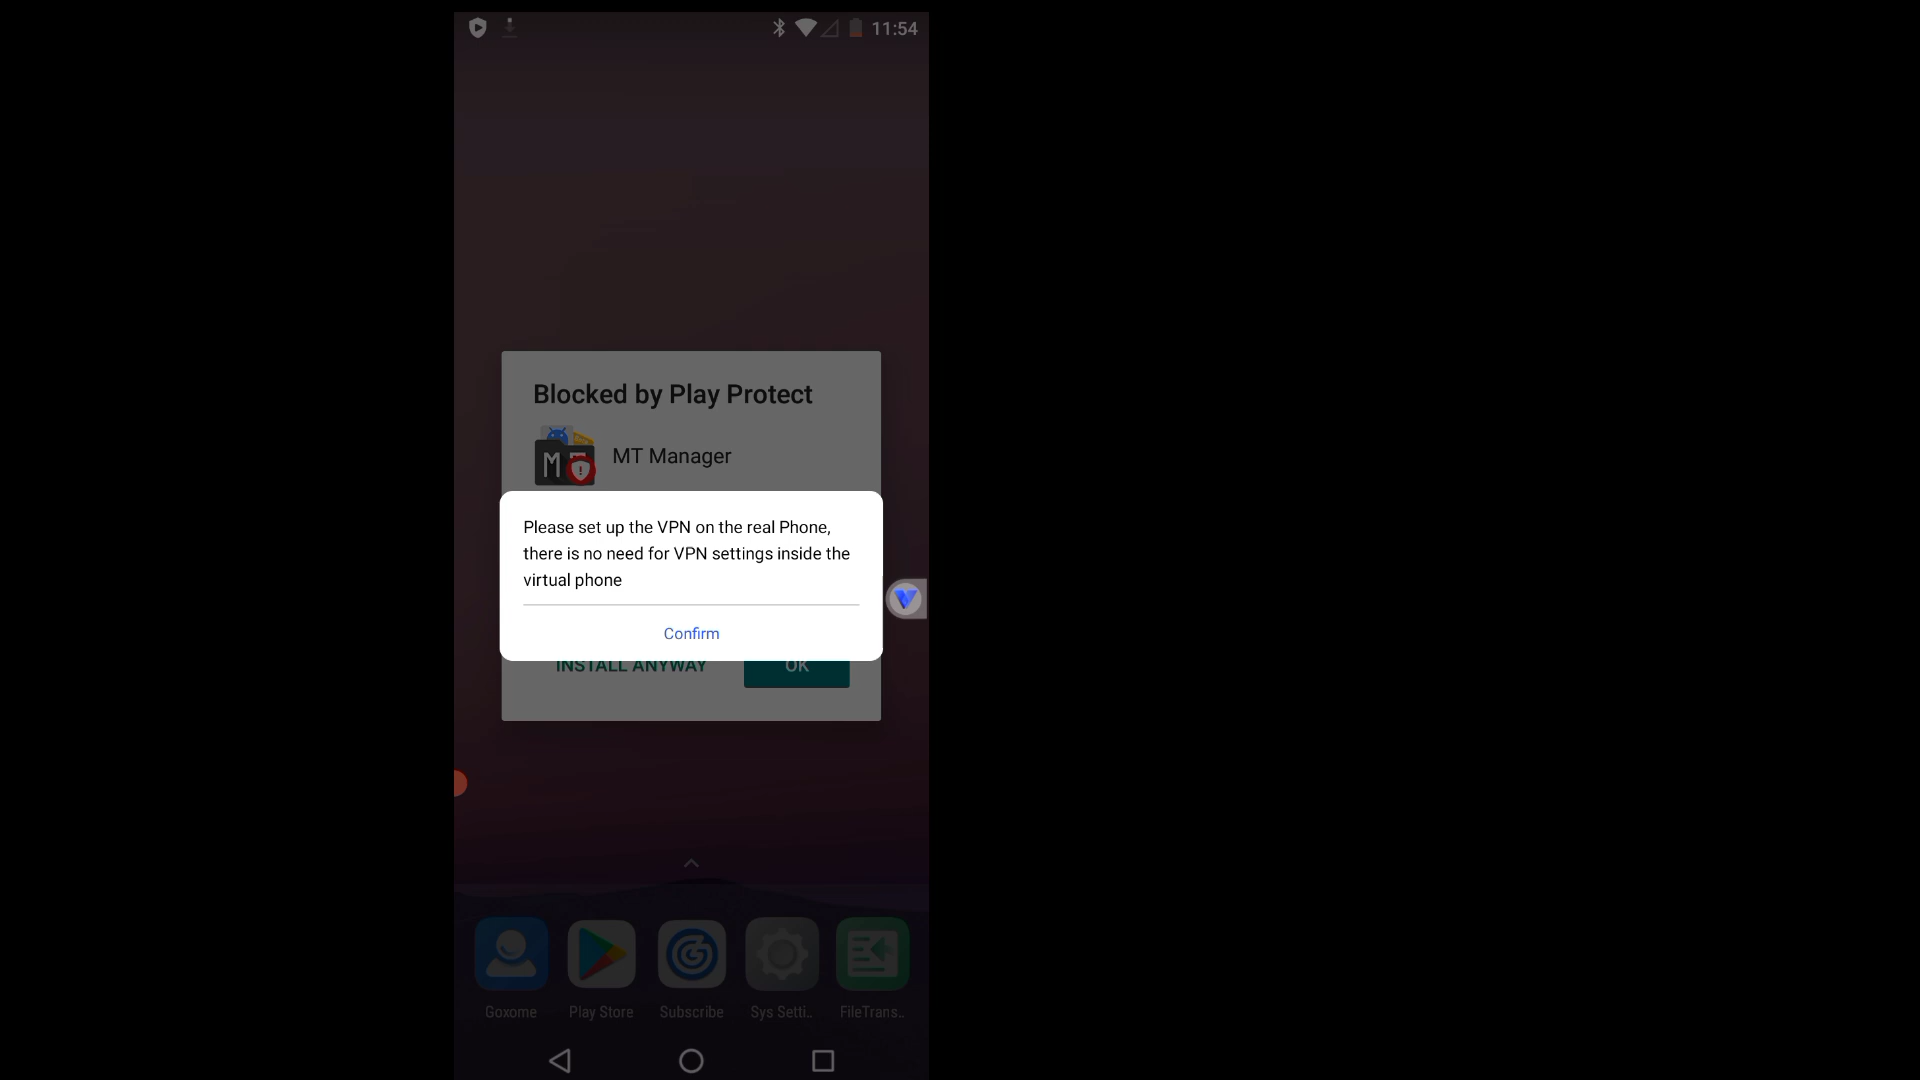 11:54
Blocked by Play Protect
MT Manager
Please set up the VPN on the real Phone,
there is no need for VPN settings inside the
virtual phone
Confirm
INSTALL ANYWAY OK
Goxome Play Store Subscribe Sys Setti.. FileTrans..